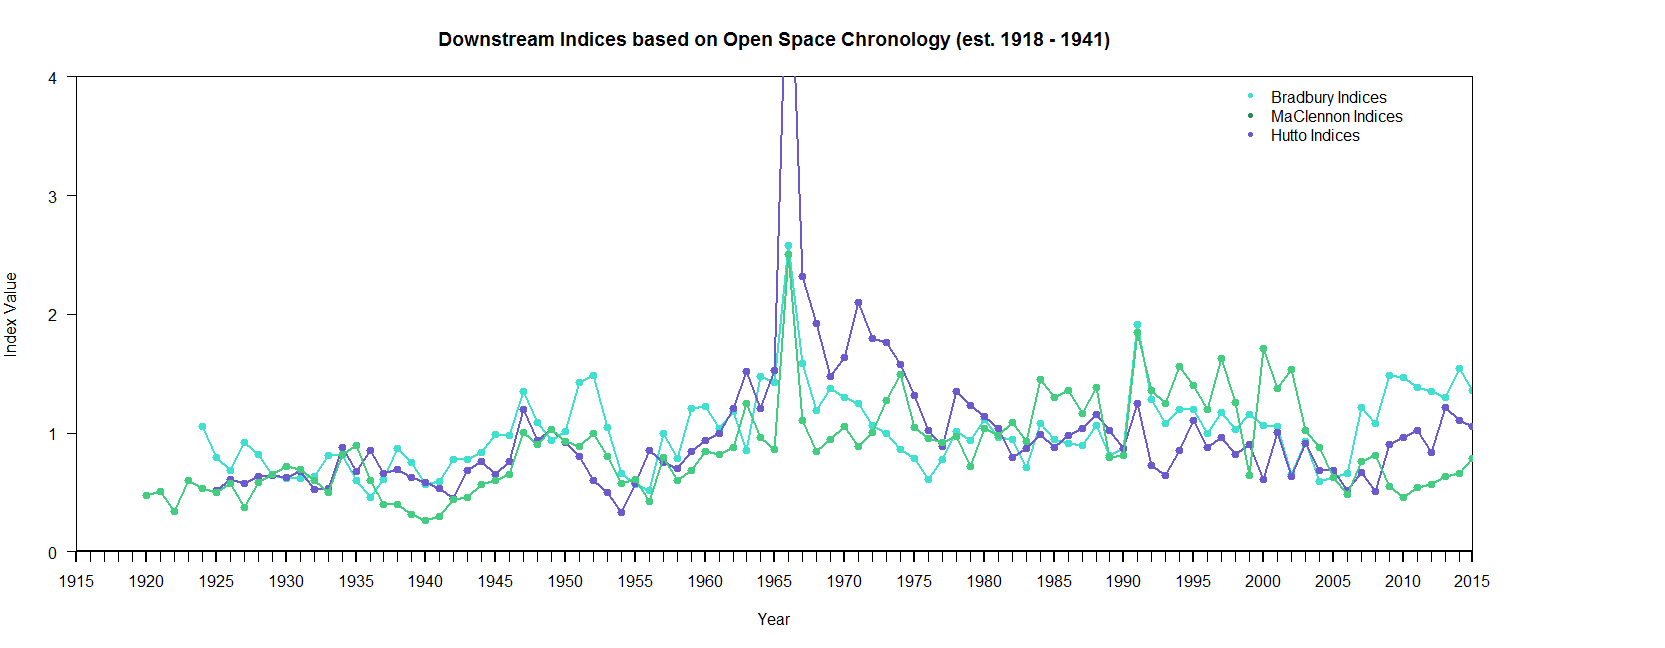 Downstream Indices based on Open Space Chronology (est. 1918 - 1941)
4
3
2
1
0
Index Value
Bradbury Indices
MaClennon Indices
Hutto Indices
1915 1920 1925 1930 1935 1940 1945 1950 1955 1960 1965 1970 1975 1980 1985 1990 1995 2000 2005 2010 2015
Year